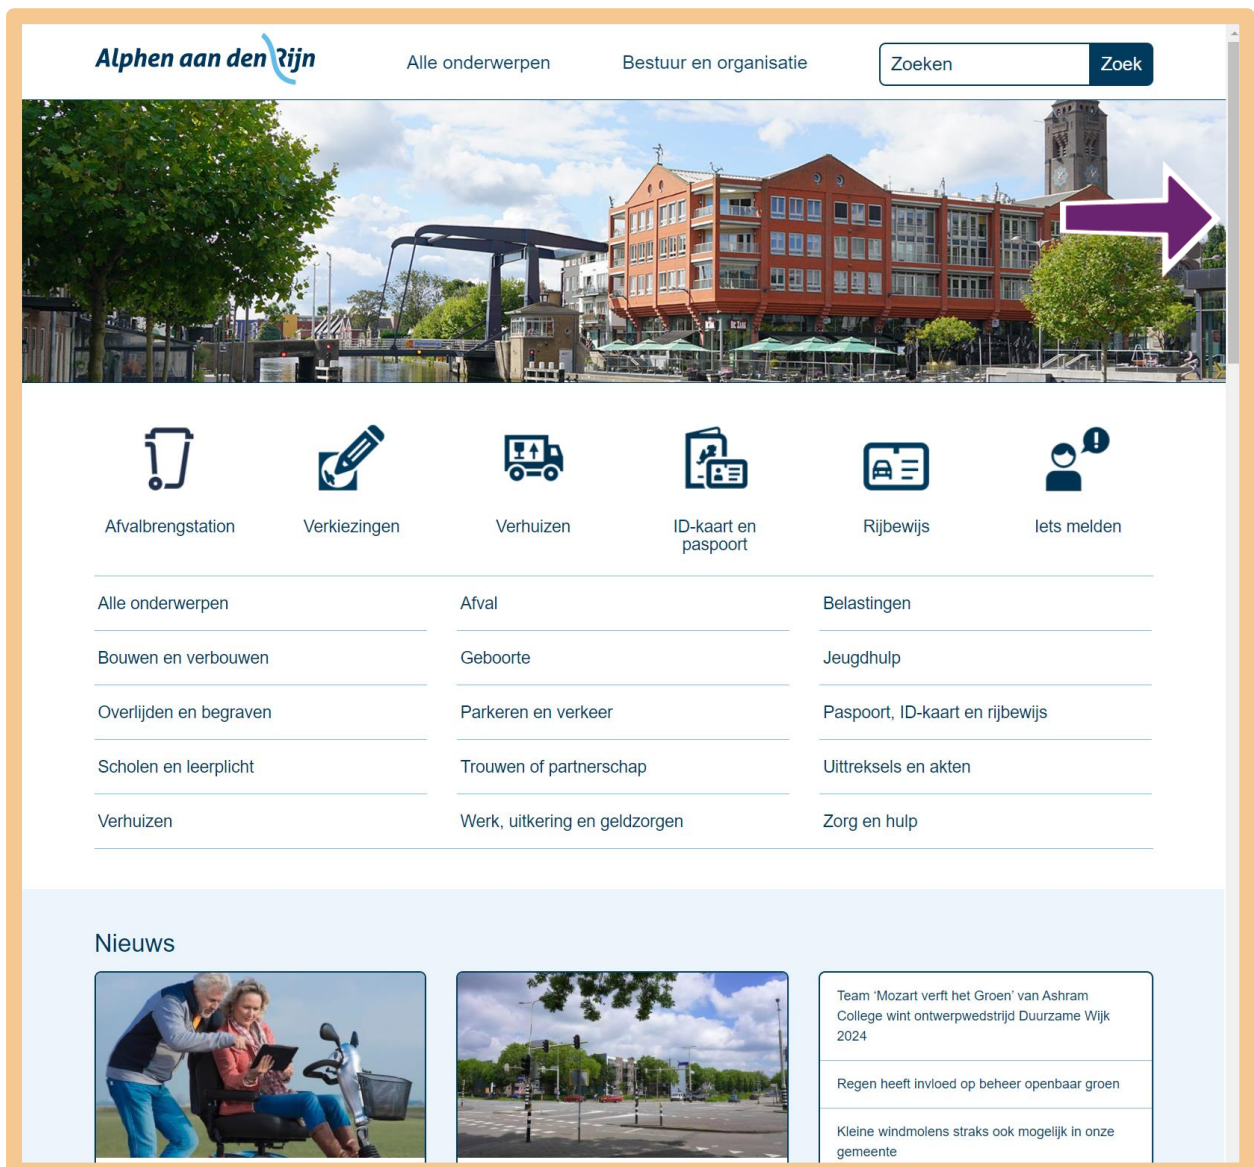 Alphen aan den Rijn
Alle onderwerpen
Bestuur en organisatie
Zoeken
Zoek
Afvalbrengstation
Verkiezingen
Verhuizen
ID-kaart en
paspoort
Rijbewijs
Iets melden
Alle onderwerpen
Afval
Belastingen
Bouwen en verbouwen
Geboorte
Jeugdhulp
Overlijden en begraven
Parkeren en verkeer
Paspoort, ID-kaart en rijbewijs
Scholen en leerplicht
Trouwen of partnerschap
Uittreksels en akten
Verhuizen
Werk, uitkering en geldzorgen
Zorg en hulp
Nieuws
Team ‘Mozart verft het Groen’ van Ashram
College wint ontwerpwedstrijd Duurzame Wijk
2024
Regen heeft invloed op beheer openbaar groen
Kleine windmolens straks ook mogelijk in onze
gemeente